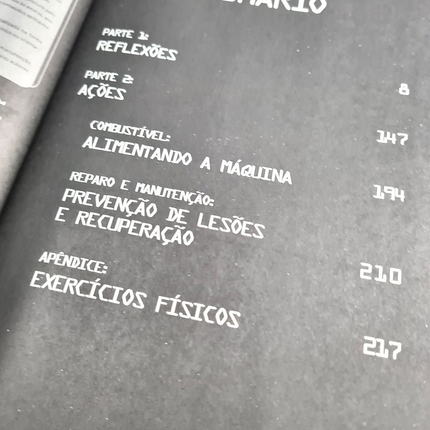 PARTE 1:
REFLEXÕES
8
PARTE 2:
AÇÕES
147
COMBUSTÍVEL:
ALIMENTANDO A MÁQUINA
194
REPARO E MANUTENÇÃO:
PREVENÇÃO DE LESÕES
E RECUPERAÇÃO
210
APÊNDICE:
EXERCÍCIOS FÍSICOS
217